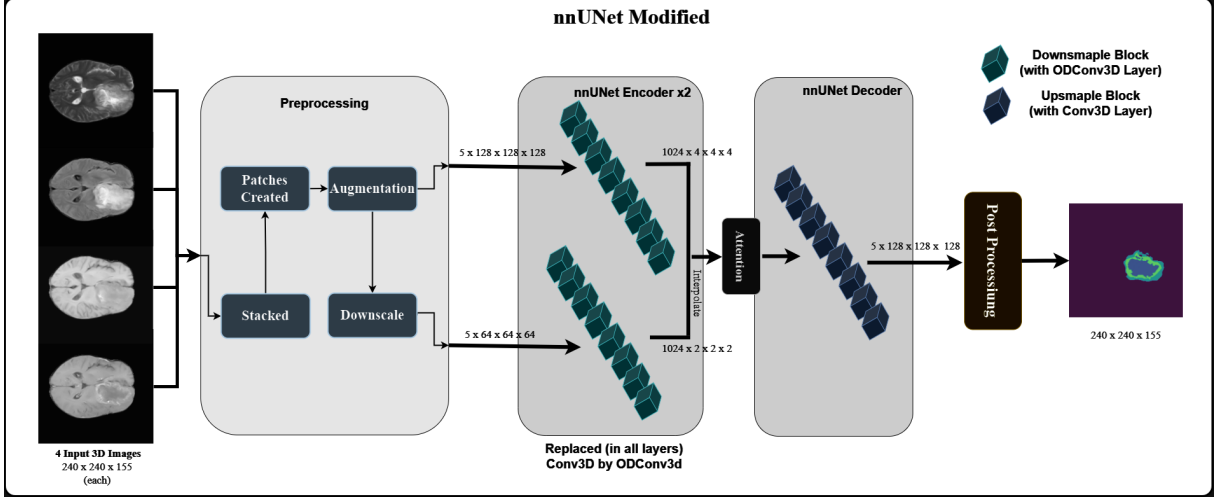 nnUNet Modified
Preprocessing
Patches
Created
Augmentation
Stacked
Downscale
4 Input 3D Images
240 x 240 x 155
(each)
5 x 128 x 128 x 128
5 x 64 x 64 x 64
nnUNet Encoder x2
1024 x 4 x 4 x 4
1024 x 2 x 2 x 2
Interpolate
Replaced (in all layers)
Conv3D by ODConv3d
Attention
nnUNet Decoder
5 x 128 x 128 x 128
Post Processiung
240 x 240 x 155
Downsmaple Block
(with ODConv3D Layer)
Upsmaple Block
(with Conv3D Layer)